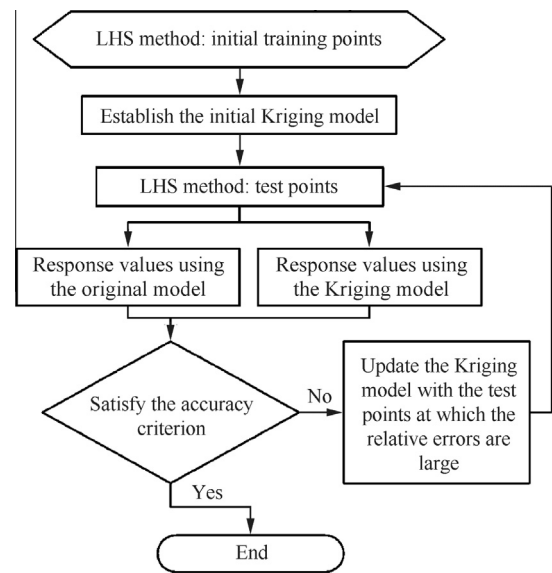 LHS method: initial training points
Establish the initial Kriging model
LHS method: test points
Response values using
the original model
Response values using
the Kriging model
Satisfy the accuracy
criterion
No
Update the Kriging
model with the test
points at which the
relative errors are
large
Yes
End